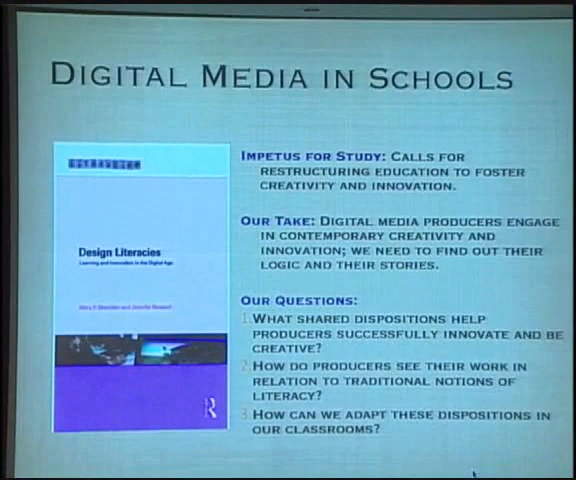 DIGITAL MEDIA IN SCHOOLS
IMPETUS FOR STUDY: CALLS FOR
RESTRUCTURING EDUCATION TO FOSTER
CREATIVITY AND INNOVATION.
OUR TAKE: DIGITAL MEDIA PRODUCERS ENGAGE
IN CONTEMPORARY CREATIVITY AND
INNOVATION; WE NEED TO FIND OUT THEIR
LOGIC AND THEIR STORIES.
OUR QUESTIONS:
1. WHAT SHARED DISPOSITIONS HELP
PRODUCERS SUCCESSFULLY INNOVATE AND BE
CREATIVE?
2. HOW DO PRODUCERS SEE THEIR WORK IN
RELATION TO TRADITIONAL NOTIONS OF
LITERACY?
3. HOW CAN WE ADAPT THESE DISPOSITIONS IN
OUR CLASSROOMS?
Design Literacies
Learning and Innovation in the Digital Age
Mary P. and Jennifer
R